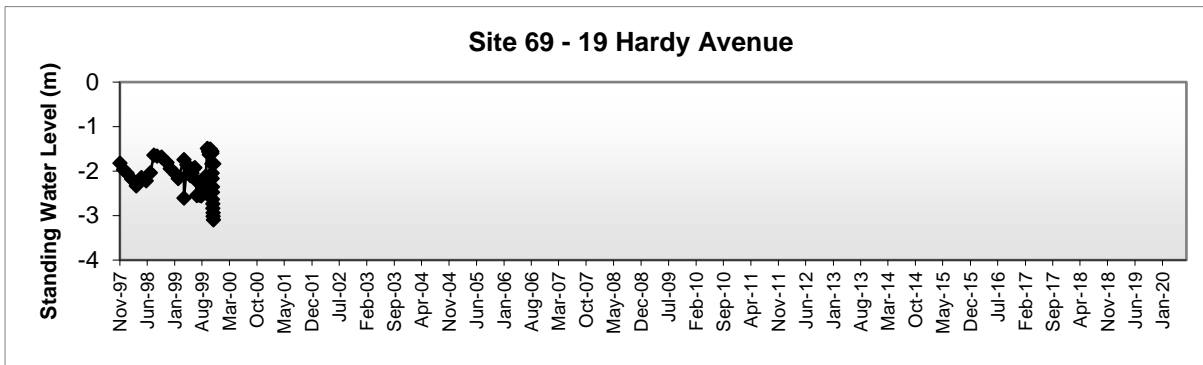 Site 69 - 19 Hardy Avenue
Standing Water Level (m)
0
-1
-2
-3
-4
Nov-97
Jun-98
Jan-99
Aug-99
Mar-00
Oct-00
May-01
Dec-01
Jul-02
Feb-03
Sep-03
Apr-04
Nov-04
Jun-05
Jan-06
Aug-06
Mar-07
Oct-07
May-08
Dec-08
Jul-09
Feb-10
Sep-10
Apr-11
Nov-11
Jun-12
Jan-13
Aug-13
Mar-14
Oct-14
May-15
Dec-15
Jul-16
Feb-17
Sep-17
Apr-18
Nov-18
Jun-19
Jan-20